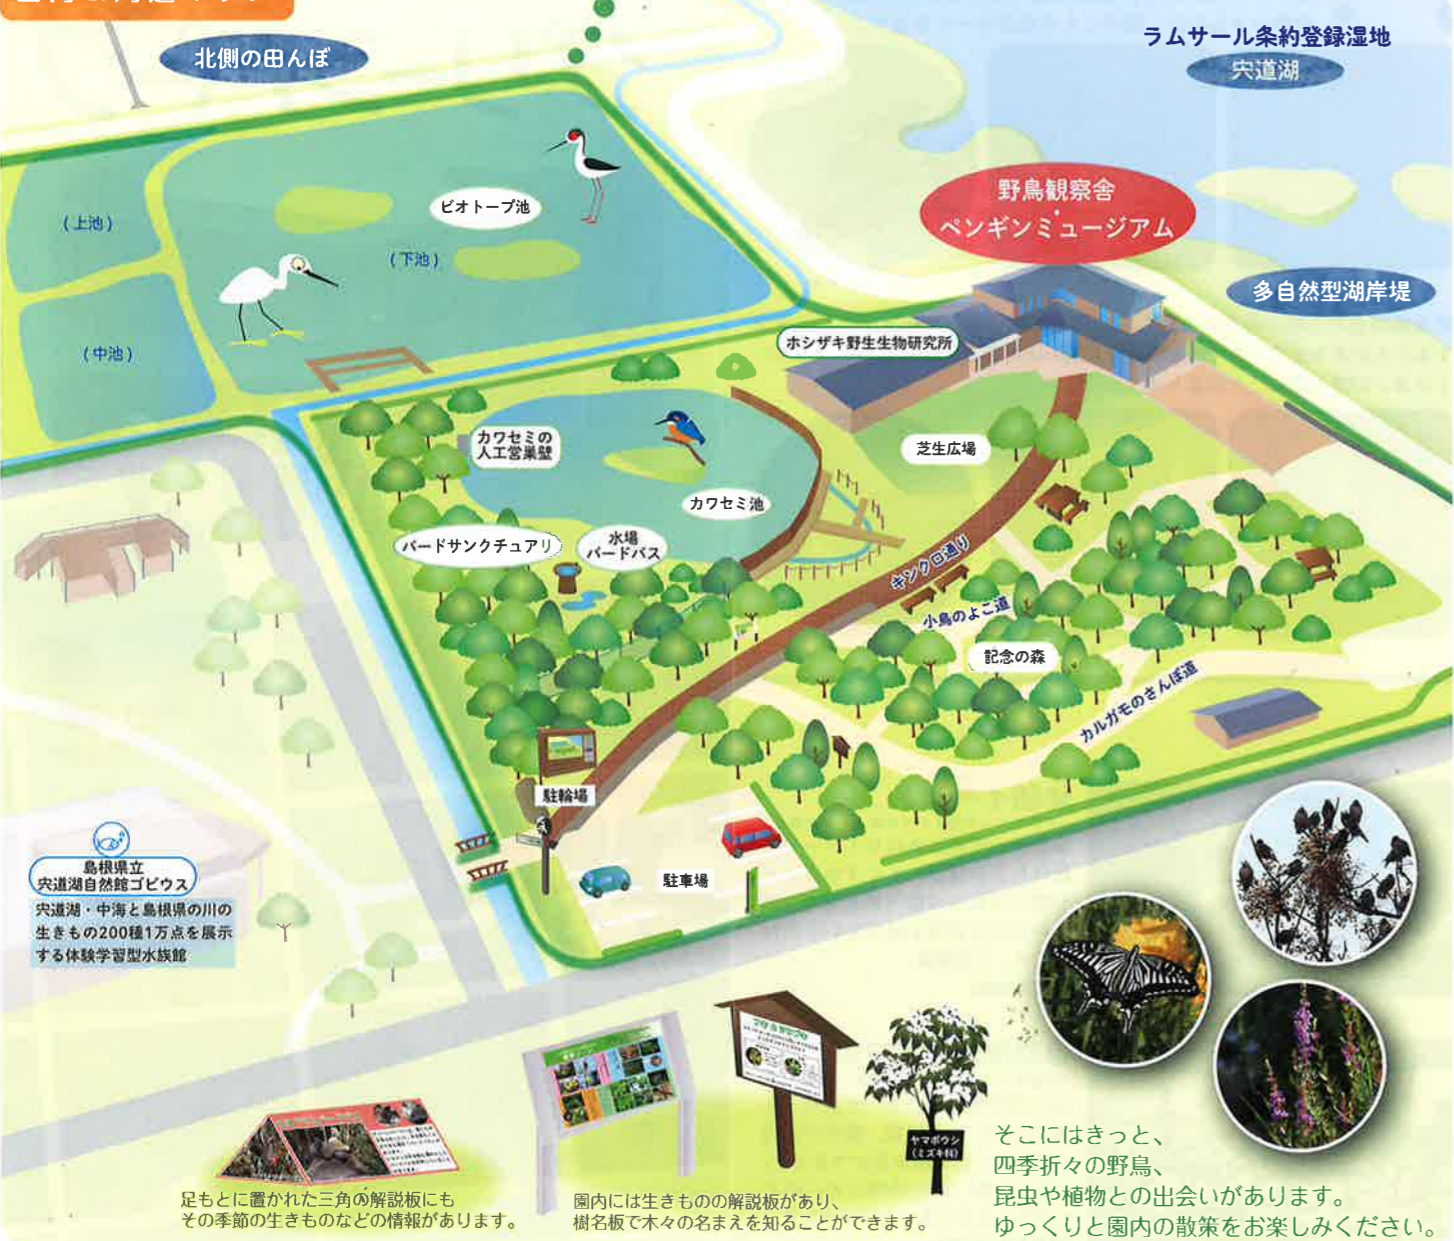 北側の田んぼ
ラムサール条約登録湿地
宍道湖
野鳥観察舎
ペンギンミュージアム
多自然型湖岸堤
(上池)
ビオトープ池
(下池)
(中池)
ホシザキ野生生物研究所
カワセミの
人工営巣壁
芝生広場
カワセミ池
バードサンクチュアリ
水場
バードバス
キンクロ通り
小鳥のよこ道
記念の森
カルガモのさんぽ道
駐輪場
駐車場
島根県立
宍道湖自然館ゴビウス
宍道湖・中海と島根県の川の
生きもの200種1万点を展示
する体験学習型水族館
ヤマボウシ
(ミズキ科)
足もとに置かれた三角の解説板にも
その季節の生きものなどの情報があります。
園内には生きものの解説板があり、
樹名板で木々の名まえを知ることができます。
そこにはきっと、
四季折々の野鳥、
昆虫や植物との出会いがあります。
ゆっくりと園内の散策をお楽しみください。